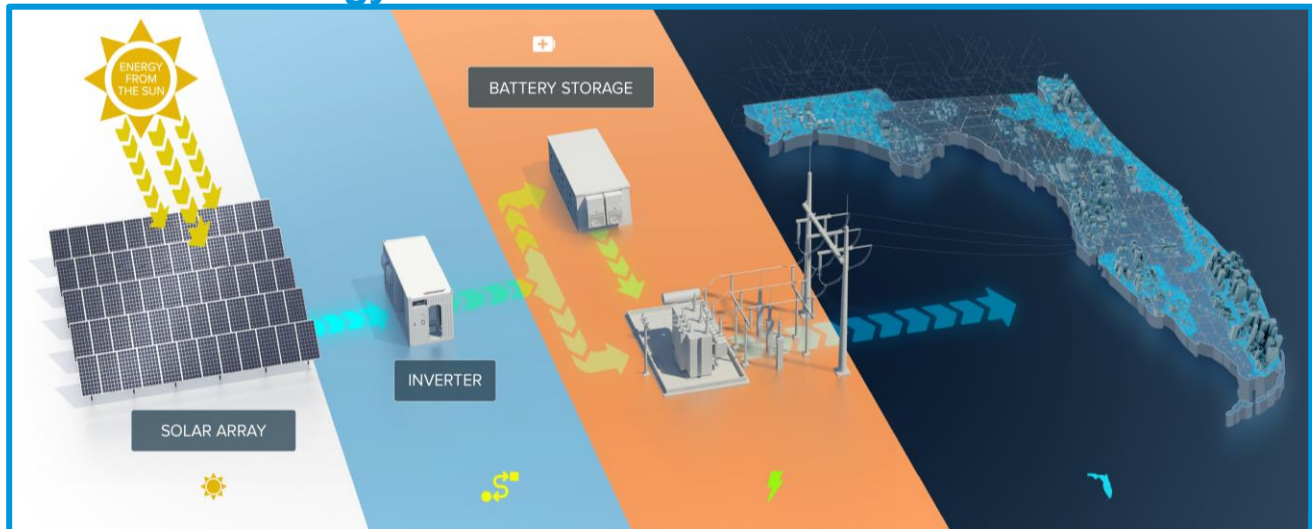 ENERGY
FROM
THE SUN
BATTERY STORAGE
INVERTER
SOLAR ARRAY